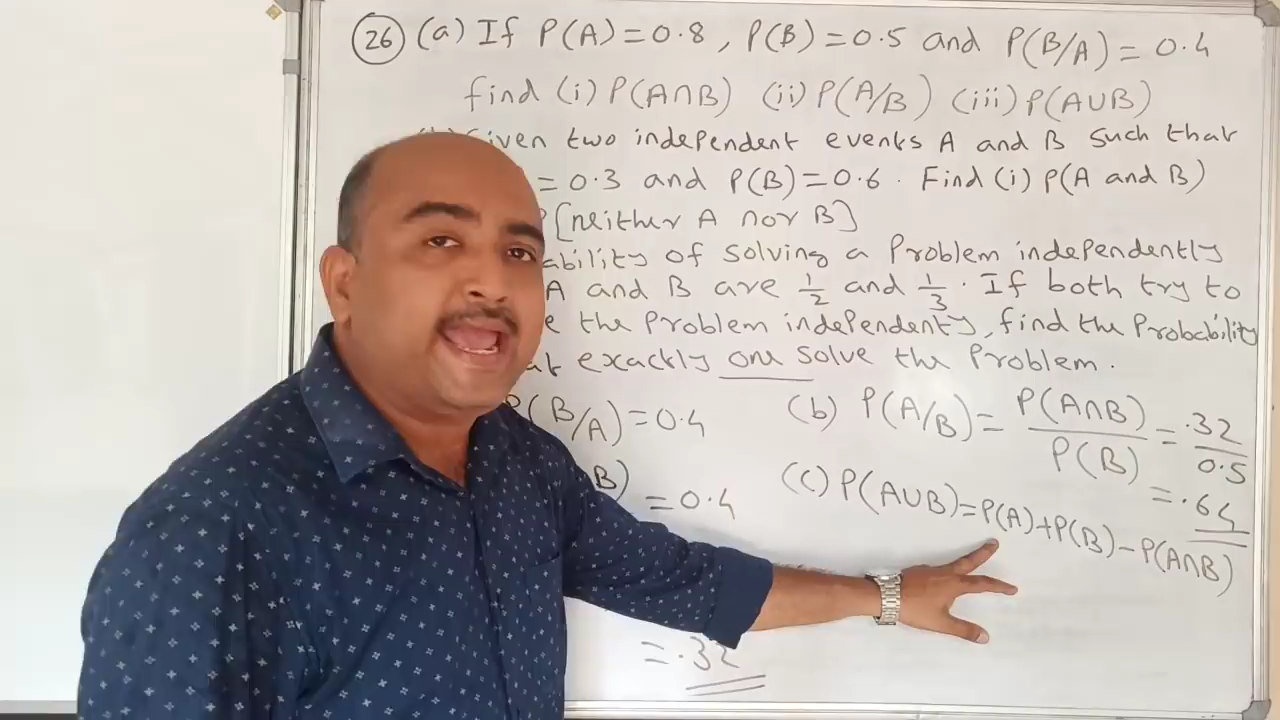 26 (a) If P(A) = 0.8, P(B) = 0.5 and P(B/A) = 0.4
find (i) P(A∩B) (ii) P(A/B) (iii) P(A∪B)
Given two independent events A and B such that
= 0.3 and P(B) = 0.6. Find (i) P(A and B)
P[neither A nor B]
ability of solving a Problem independently
A and B are 1/2 and 1/3. If both try to
e the Problem independenty, find the Probability
at exackly one solve the Problem.
P(B/A) = 0.4
B) = 0.4
= .32
(b) P(A/B) = P(A∩B)/P(B) = .32/0.5
= .64
(c) P(A∪B) = P(A) + P(B) - P(A∩B)